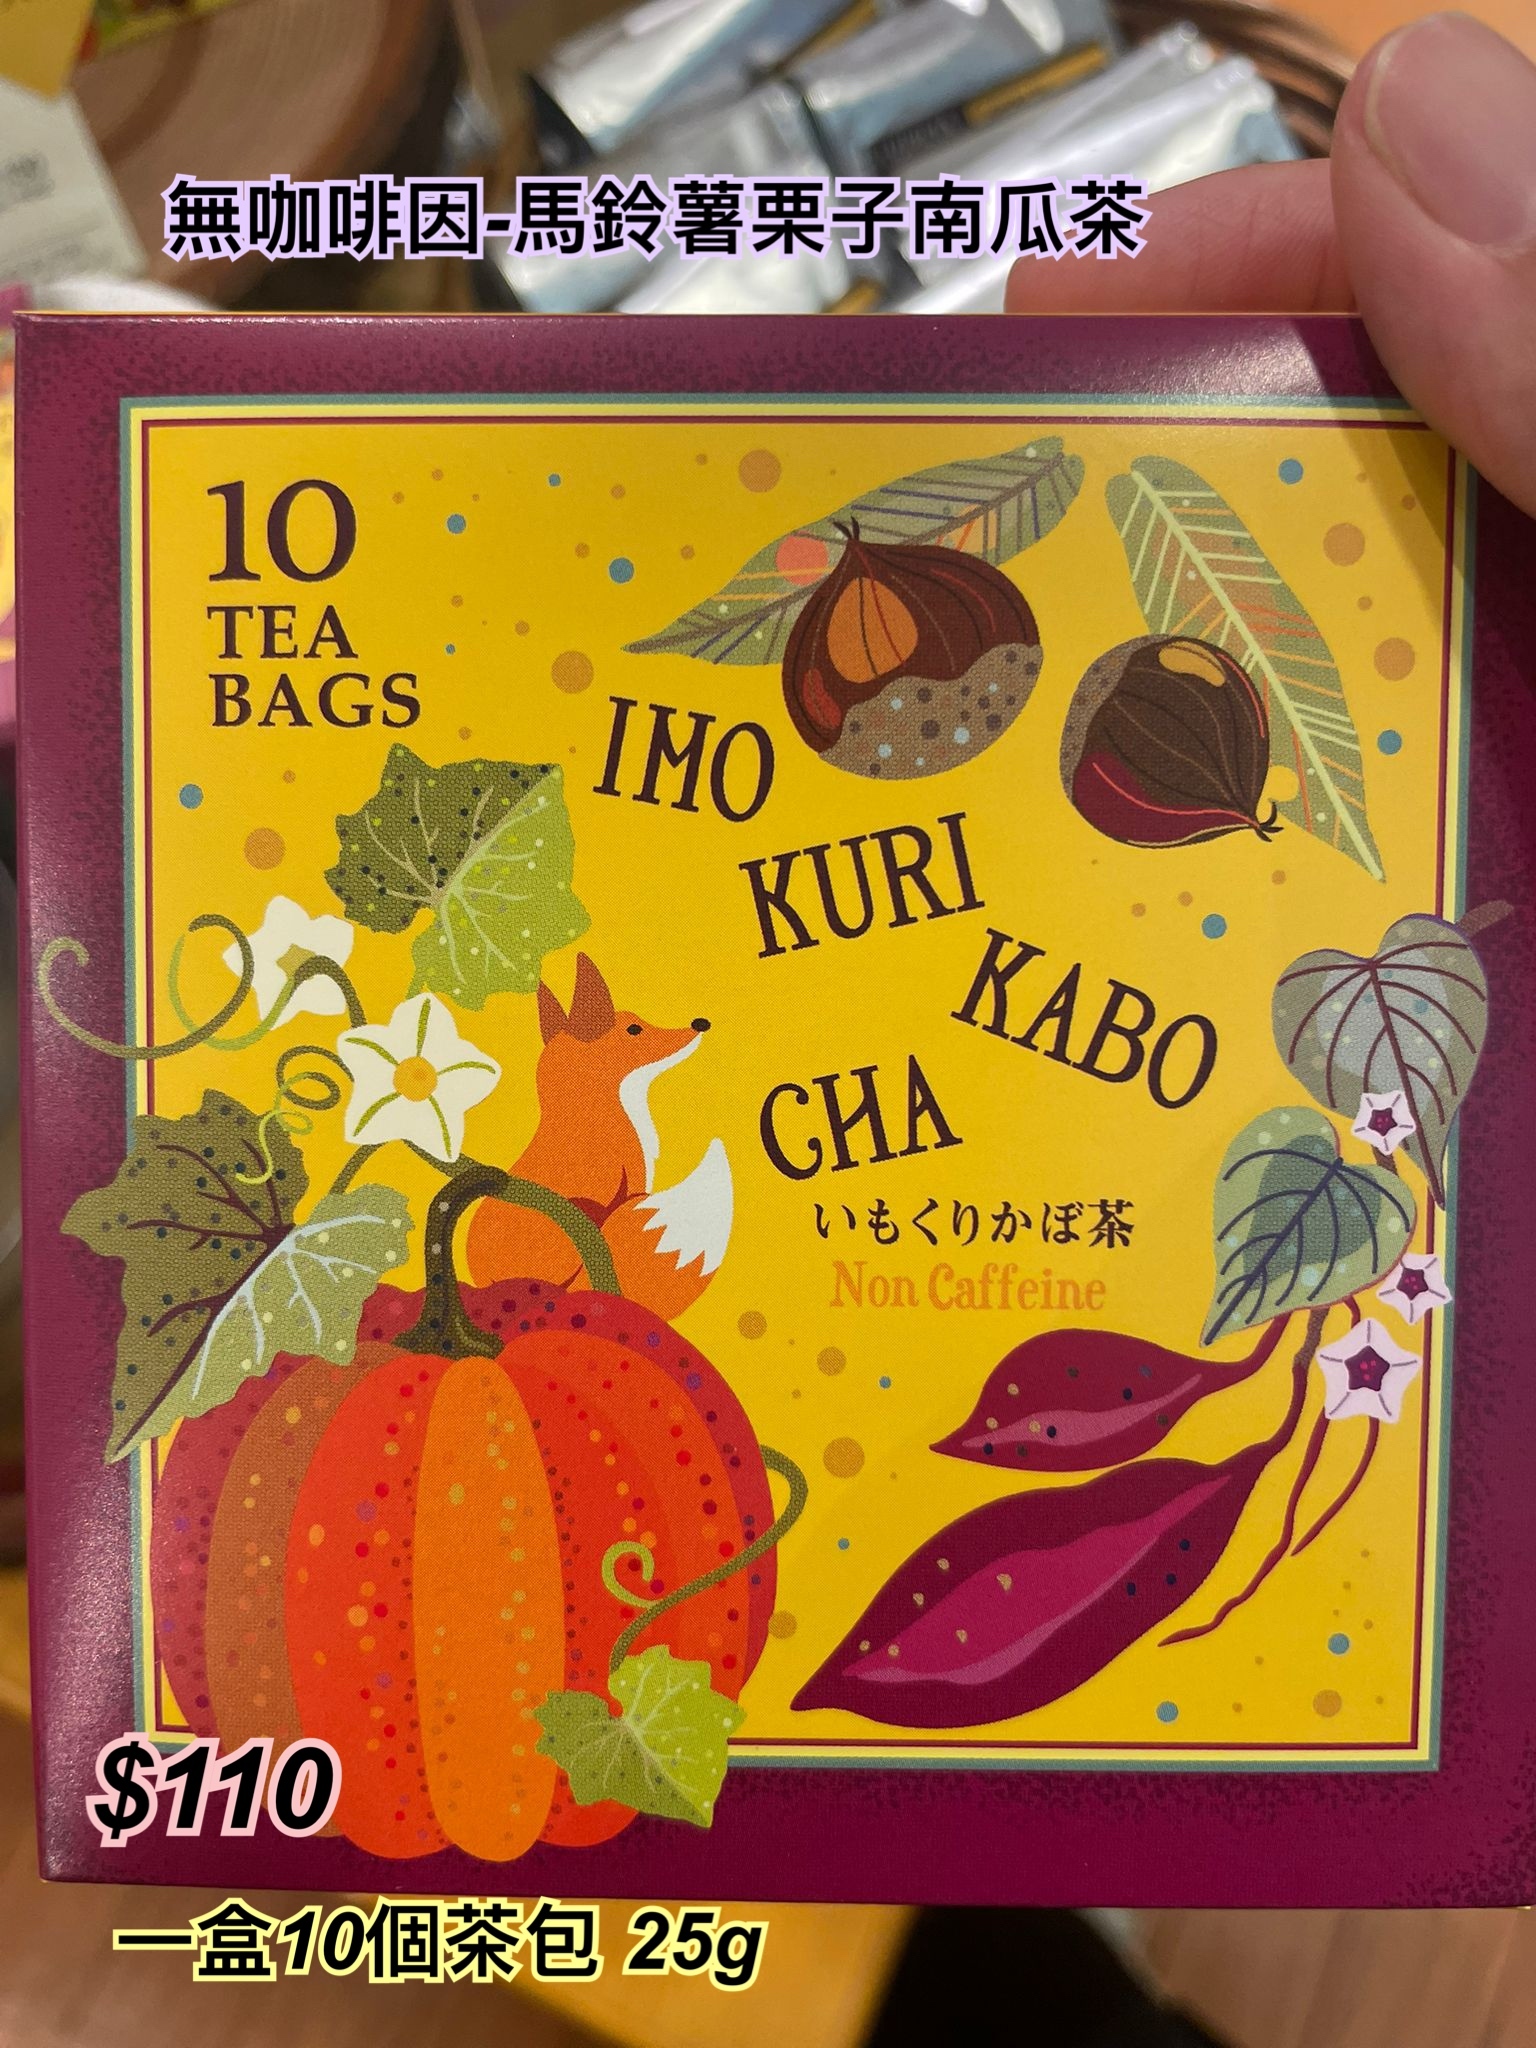 無咖啡因-馬鈴薯栗子南瓜茶
10
TEA
BAGS
IMO
KURI
KABO
CHA
いもくりかぼ茶
Non Caffeine
$110
一盒10個茶包 25g